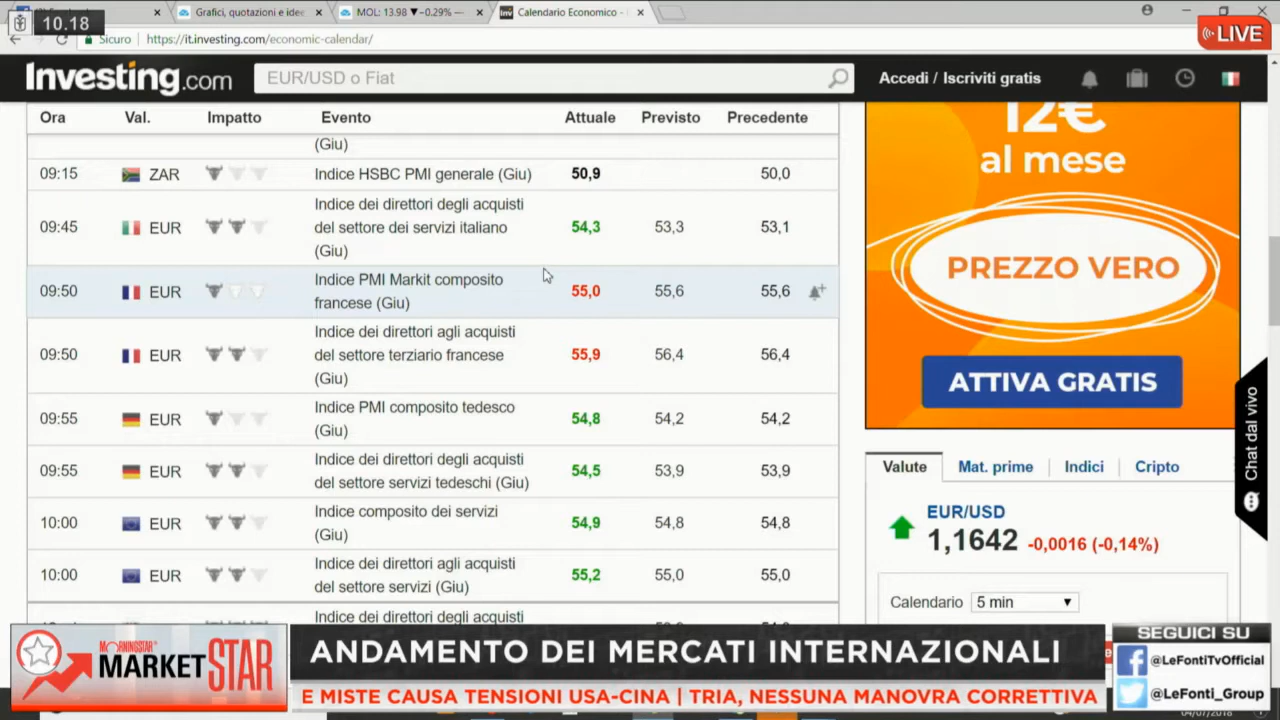 10.18
Grafici, quotazioni e idee
MOL: 13.98 ▼ −0.29% —
Calendario Economico -
LIVE
Sicuro
https://it.investing.com/economic-calendar/
Investing.com
EUR/USD o Fiat
Accedi / Iscriviti gratis
Ora Val. Impatto Evento Attuale Previsto Precedente
(Giu)
09:15 ZAR Indice HSBC PMI generale (Giu) 50,9 50,0
Indice dei direttori degli acquisti
09:45 EUR del settore dei servizi italiano 54,3 53,3 53,1
(Giu)
Indice PMI Markit composito
09:50 EUR 55,0 55,6 55,6
francese (Giu)
Indice dei direttori agli acquisti
09:50 EUR del settore terziario francese 55,9 56,4 56,4
(Giu)
Indice PMI composito tedesco
09:55 EUR 54,8 54,2 54,2
(Giu)
Indice dei direttori degli acquisti
09:55 EUR 54,5 53,9 53,9
settore servizi tedeschi (Giu)
Indice composito dei servizi
10:00 EUR 54,9 54,8 54,8
(Giu)
Indice dei direttori agli acquisti
10:00 EUR 55,2 55,0 55,0
del settore servizi (Giu)
Indice dei direttori degli acquisti
12€
al mese
PREZZO VERO
ATTIVA GRATIS
Chat dal vivo
Valute Mat. prime Indici Cripto
EUR/USD
1,1642 -0,0016 (-0,14%)
Calendario 5 min
MORNINGSTAR
MARKETSTAR
ANDAMENTO DEI MERCATI INTERNAZIONALI
E MISTE CAUSA TENSIONI USA-CINA | TRIA, NESSUNA MANOVRA CORRETTIVA
SEGUICI SU
@LeFontiTvOfficial
@LeFonti_Group
04/07/2018